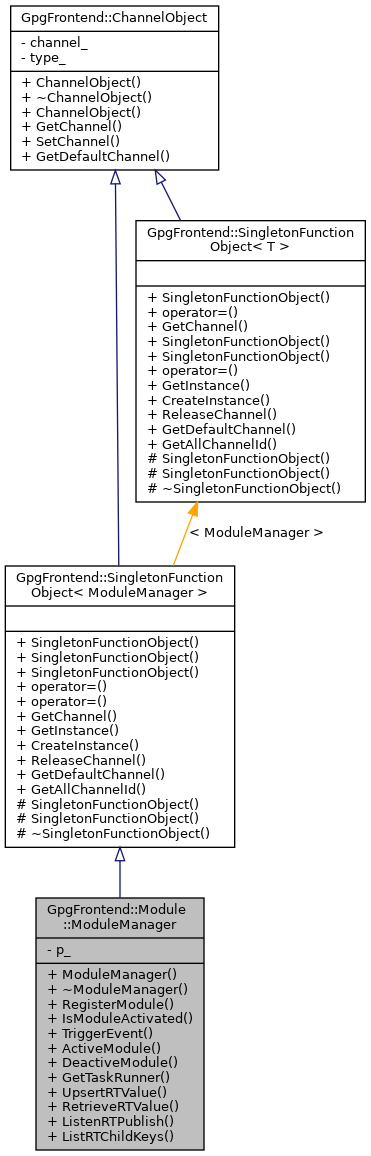 GpgFrontend::ChannelObject
- channel_
- type_
+ ChannelObject()
+ ~ChannelObject()
+ ChannelObject()
+ GetChannel()
+ SetChannel()
+ GetDefaultChannel()
GpgFrontend::SingletonFunction
Object< T >
+ SingletonFunctionObject()
+ operator=()
+ GetChannel()
+ SingletonFunctionObject()
+ SingletonFunctionObject()
+ operator=()
+ GetInstance()
+ CreateInstance()
+ ReleaseChannel()
+ GetDefaultChannel()
+ GetAllChannelId()
# SingletonFunctionObject()
# SingletonFunctionObject()
# ~SingletonFunctionObject()
< ModuleManager >
GpgFrontend::SingletonFunction
Object< ModuleManager >
+ SingletonFunctionObject()
+ SingletonFunctionObject()
+ SingletonFunctionObject()
+ operator=()
+ operator=()
+ GetChannel()
+ GetInstance()
+ CreateInstance()
+ ReleaseChannel()
+ GetDefaultChannel()
+ GetAllChannelId()
# SingletonFunctionObject()
# SingletonFunctionObject()
# ~SingletonFunctionObject()
GpgFrontend::Module
::ModuleManager
- p_
+ ModuleManager()
+ ~ModuleManager()
+ RegisterModule()
+ IsModuleActivated()
+ TriggerEvent()
+ ActiveModule()
+ DeactiveModule()
+ GetTaskRunner()
+ UpsertRTValue()
+ RetrieveRTValue()
+ ListenRTPublish()
+ ListRTChildKeys()